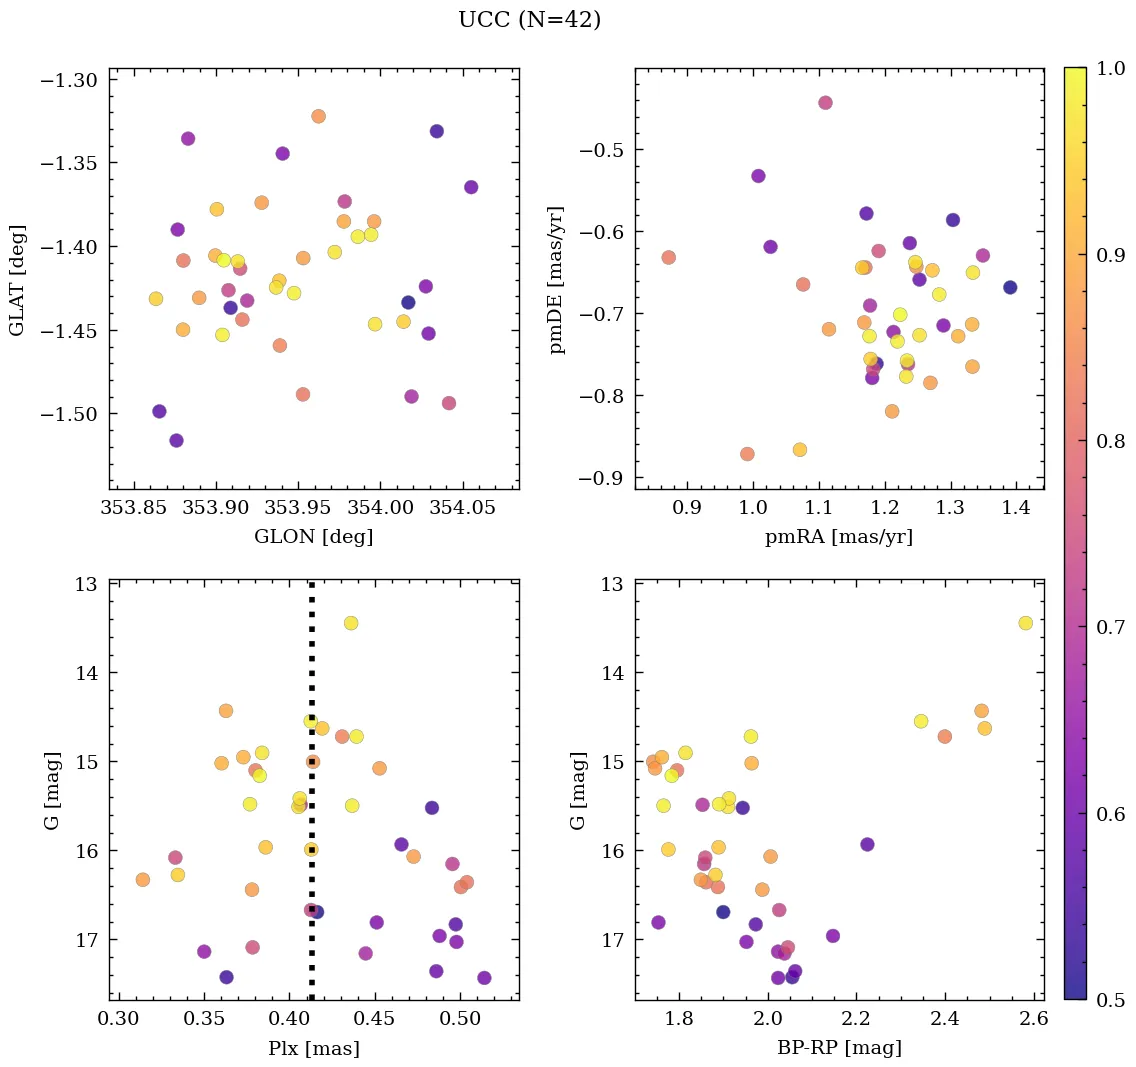 UCC (N=42)
−1.30
−1.35
−1.40
−1.45
−1.50
GLAT [deg]
353.85 353.90 353.95 354.00 354.05
GLON [deg]
−0.5
−0.6
−0.7
−0.8
−0.9
pmDE [mas/yr]
0.9 1.0 1.1 1.2 1.3 1.4
pmRA [mas/yr]
13
14
15
16
17
G [mag]
0.30 0.35 0.40 0.45 0.50
Plx [mas]
13
14
15
16
17
G [mag]
1.8 2.0 2.2 2.4 2.6
BP-RP [mag]
1.0
0.9
0.8
0.7
0.6
0.5